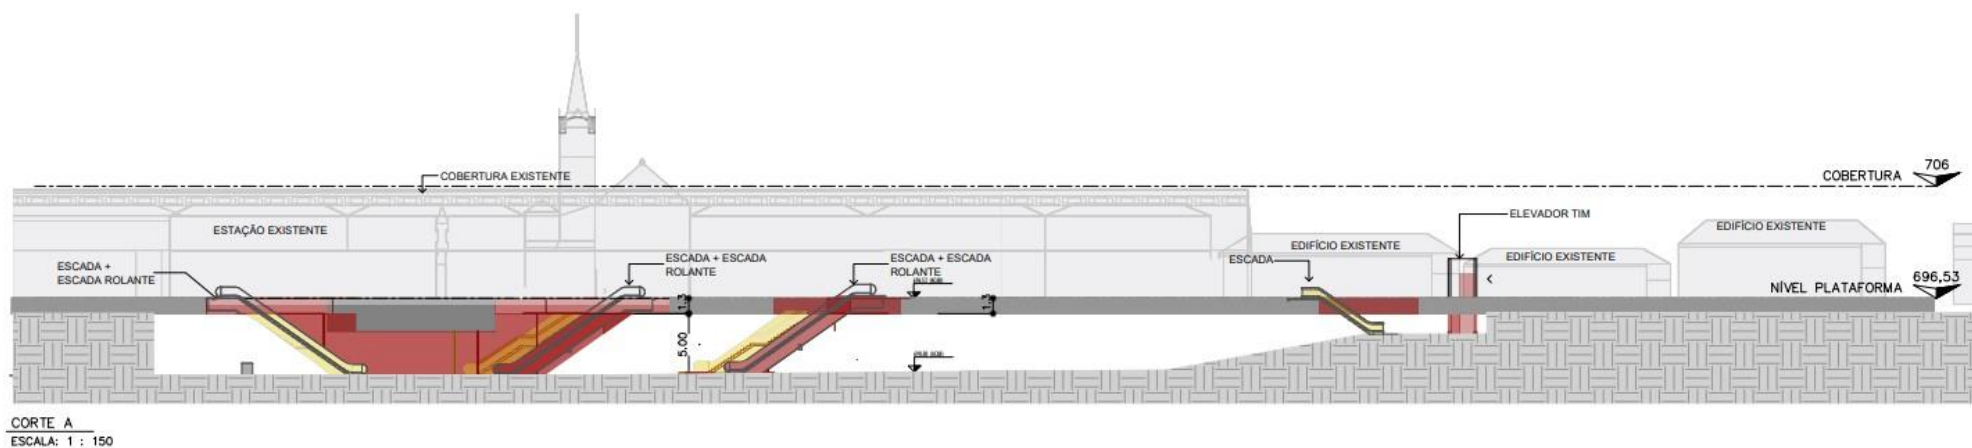 COBERTURA EXISTENTE
706
COBERTURA
ELEVADOR TIM
ESTAÇÃO EXISTENTE
EDIFÍCIO EXISTENTE
EDIFÍCIO EXISTENTE
EDIFÍCIO EXISTENTE
ESCADA +
ESCADA ROLANTE
ESCADA + ESCADA
ROLANTE
ESCADA + ESCADA
ROLANTE
ESCADA
696,53
NÍVEL PLATAFORMA
1,3
1,3
5.00
CORTE A
ESCALA: 1 : 150